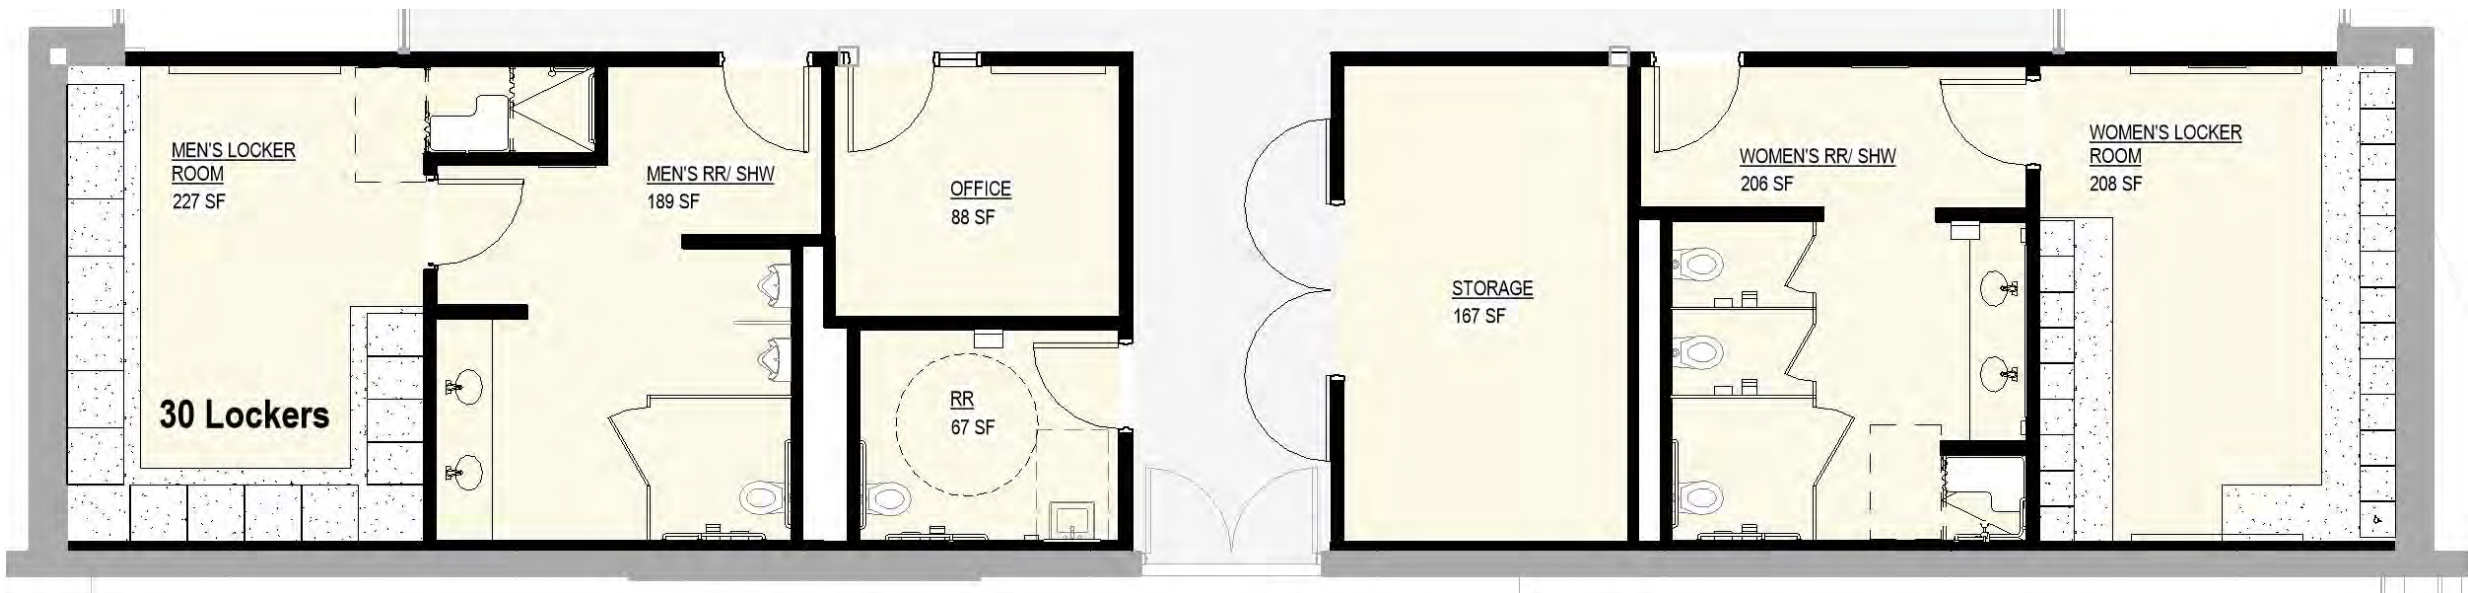 MEN'S LOCKER
ROOM
227 SF
30 Lockers
MEN'S RR/ SHW
189 SF
OFFICE
88 SF
RR
67 SF
STORAGE
167 SF
WOMEN'S RR/ SHW
206 SF
WOMEN'S LOCKER
ROOM
208 SF